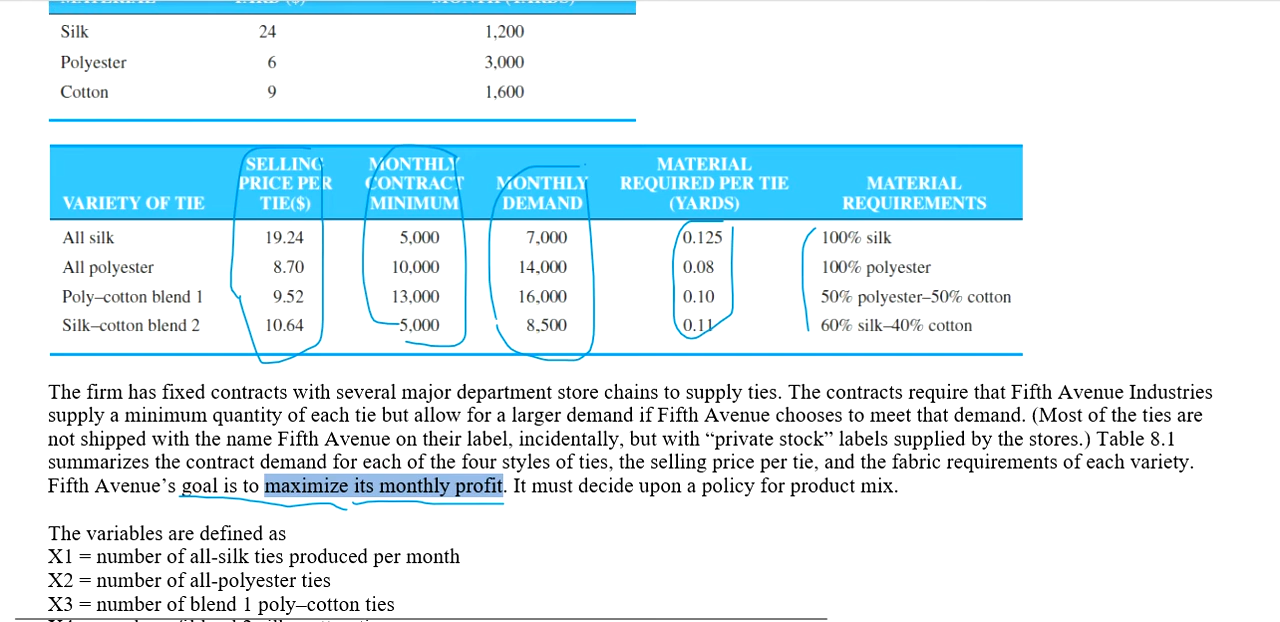 YARD ($)
Silk 24 1,200
Polyester 6 3,000
Cotton 9 1,600
SELLING MONTHLY MATERIAL
PRICE PER CONTRACT MONTHLY REQUIRED PER TIE MATERIAL
VARIETY OF TIE TIE($) MINIMUM DEMAND (YARDS) REQUIREMENTS
All silk 19.24 5,000 7,000 0.125 100% silk
All polyester 8.70 10,000 14,000 0.08 100% polyester
Poly–cotton blend 1 9.52 13,000 16,000 0.10 50% polyester–50% cotton
Silk–cotton blend 2 10.64 5,000 8,500 0.11 60% silk–40% cotton
The firm has fixed contracts with several major department store chains to supply ties. The contracts require that Fifth Avenue Industries
supply a minimum quantity of each tie but allow for a larger demand if Fifth Avenue chooses to meet that demand. (Most of the ties are
not shipped with the name Fifth Avenue on their label, incidentally, but with “private stock” labels supplied by the stores.) Table 8.1
summarizes the contract demand for each of the four styles of ties, the selling price per tie, and the fabric requirements of each variety.
Fifth Avenue’s goal is to maximize its monthly profit. It must decide upon a policy for product mix.
The variables are defined as
X1 = number of all-silk ties produced per month
X2 = number of all-polyester ties
X3 = number of blend 1 poly–cotton ties